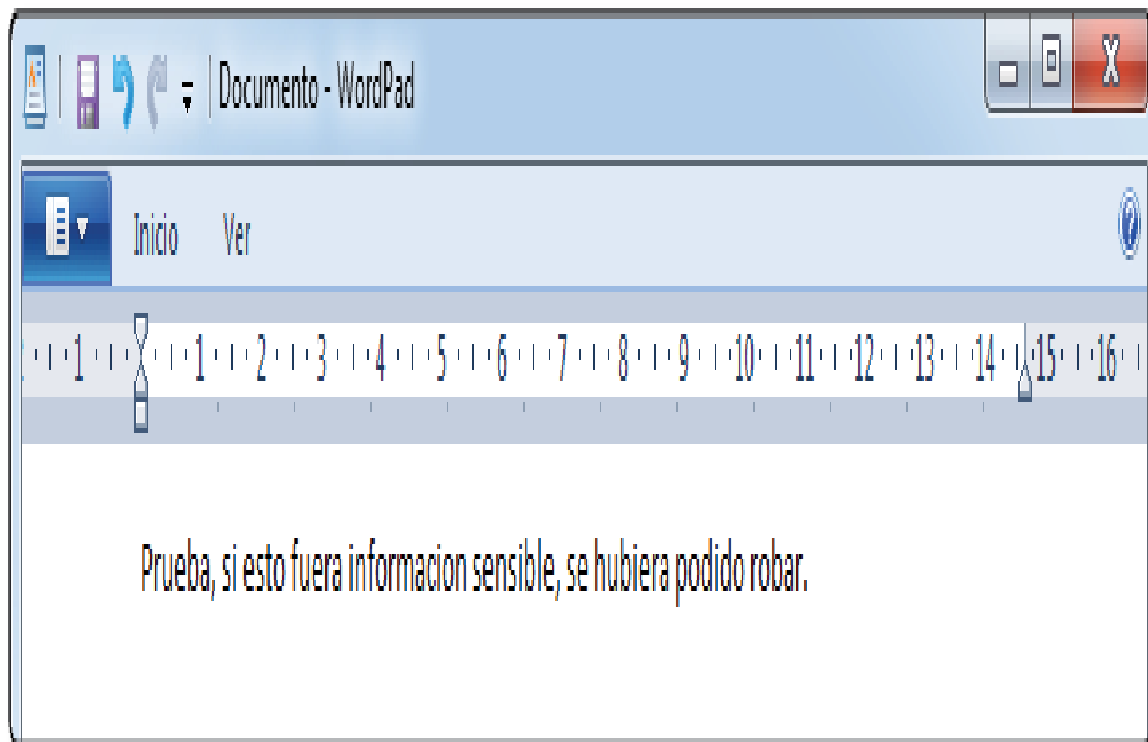 Documento - WordPad
Inicio Ver
1 1 2 3 4 5 6 7 8 9 10 11 12 13 14 15 16
Prueba, si esto fuera informacion sensible, se hubiera podido robar.